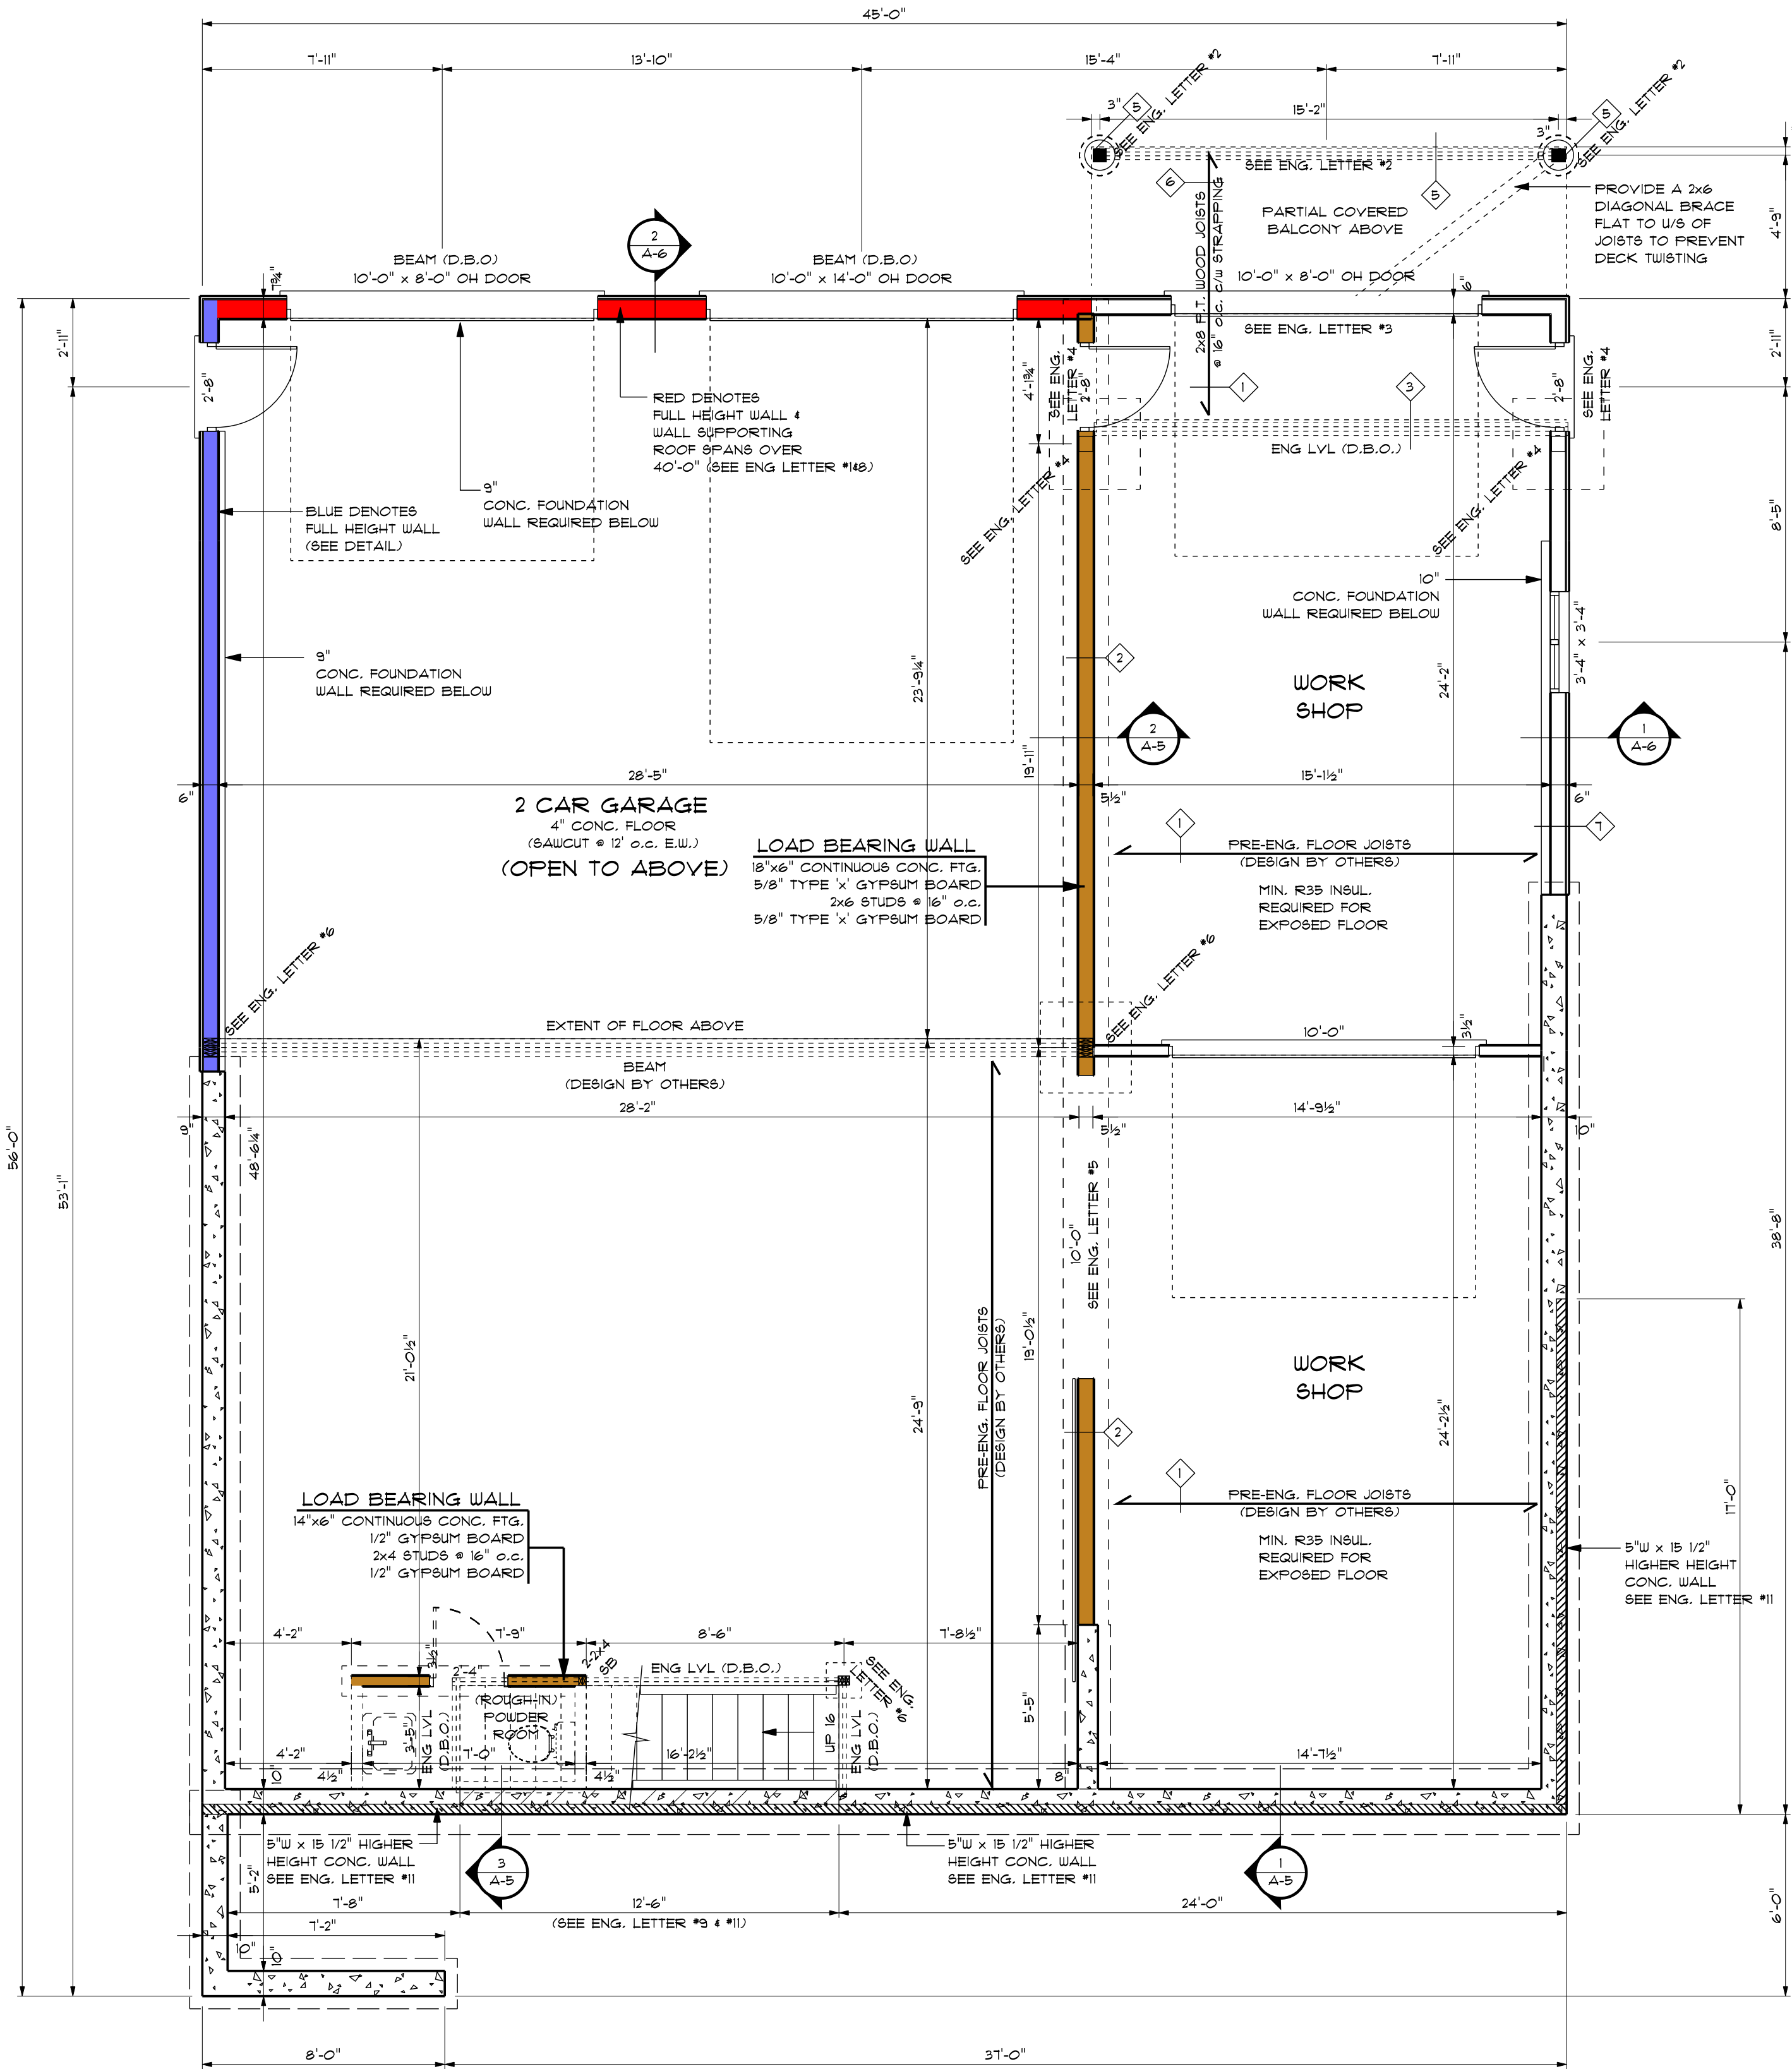 45'-0"
7'-11"
13'-10"
15'-4"
7'-11"
3"
5
SEE ENG. LETTER #2
15'-2"
3"
5
SEE ENG. LETTER #2
SEE ENG. LETTER #2
6
5
PARTIAL COVERED
BALCONY ABOVE
PROVIDE A 2x6
DIAGONAL BRACE
FLAT TO U/S OF
JOISTS TO PREVENT
DECK TWISTING
4'-9"
2x8 P.T. WOOD JOISTS
@ 16" o.c. c/w STRAPPING
2
A-6
BEAM (D.B.O)
10'-0" x 8'-0" OH DOOR
BEAM (D.B.O)
10'-0" x 14'-0" OH DOOR
10'-0" x 8'-0" OH DOOR
6"
1¾"
SEE ENG. LETTER #3
2'-11"
2'-8"
4'-1¾"
SEE ENG.
LETTER #4
2'-8"
1
3
2'-8"
SEE ENG.
LETTER #4
2'-11"
RED DENOTES
FULL HEIGHT WALL &
WALL SUPPORTING
ROOF SPANS OVER
40'-0" (SEE ENG LETTER #1&8)
ENG LVL (D.B.O.)
SEE ENG. LETTER #4
SEE ENG. LETTER #4
8'-5"
9"
CONC. FOUNDATION
WALL REQUIRED BELOW
BLUE DENOTES
FULL HEIGHT WALL
(SEE DETAIL)
10"
CONC. FOUNDATION
WALL REQUIRED BELOW
3'-4" x 3'-4"
9"
CONC. FOUNDATION
WALL REQUIRED BELOW
23'-9¼"
2
WORK
SHOP
24'-2"
2
A-5
1
A-6
19'-11"
6"
28'-5"
5½"
15'-1½"
6"
2 CAR GARAGE
4" CONC. FLOOR
(SAWCUT @ 12' o.c. E.W.)
(OPEN TO ABOVE)
LOAD BEARING WALL
18"x6" CONTINUOUS CONC. FTG.
5/8" TYPE 'x' GYPSUM BOARD
2x6 STUDS @ 16" o.c.
5/8" TYPE 'x' GYPSUM BOARD
1
7
PRE-ENG. FLOOR JOISTS
(DESIGN BY OTHERS)
MIN. R35 INSUL.
REQUIRED FOR
EXPOSED FLOOR
SEE ENG. LETTER #6
SEE ENG. LETTER #6
EXTENT OF FLOOR ABOVE
BEAM
(DESIGN BY OTHERS)
10'-0"
3½"
9"
28'-2"
5½"
14'-9½"
10"
56'-0"
53'-1"
48'-6¼"
10'-0"
SEE ENG. LETTER #5
38'-8"
21'-0½"
24'-9"
PRE-ENG. FLOOR JOISTS
(DESIGN BY OTHERS)
19'-0½"
WORK
SHOP
24'-2½"
2
1
PRE-ENG. FLOOR JOISTS
(DESIGN BY OTHERS)
MIN. R35 INSUL.
REQUIRED FOR
EXPOSED FLOOR
17'-0"
5"W x 15 1/2"
HIGHER HEIGHT
CONC. WALL
SEE ENG. LETTER #11
LOAD BEARING WALL
14"x6" CONTINUOUS CONC. FTG.
1/2" GYPSUM BOARD
2x4 STUDS @ 16" o.c.
1/2" GYPSUM BOARD
4'-2"
7'-9"
8'-6"
7'-8½"
3½"
2'-4"
2-2x4
SB
ENG LVL (D.B.O.)
SEE ENG.
LETTER #6
(ROUGH-IN)
POWDER
ROOM
3'-5"
ENG LVL
(D.B.O.)
UP 16
ENG LVL
(D.B.O.)
5'-5"
4'-2"
7'-0"
16'-2½"
14'-7½"
10"
4½"
4½"
8"
5"W x 15 1/2" HIGHER
HEIGHT CONC. WALL
SEE ENG. LETTER #11
3
A-5
5"W x 15 1/2" HIGHER
HEIGHT CONC. WALL
SEE ENG. LETTER #11
1
A-5
5'-2"
7'-8"
12'-6"
24'-0"
(SEE ENG. LETTER #9 & #11)
7'-2"
10"
10"
6'-0"
8'-0"
37'-0"